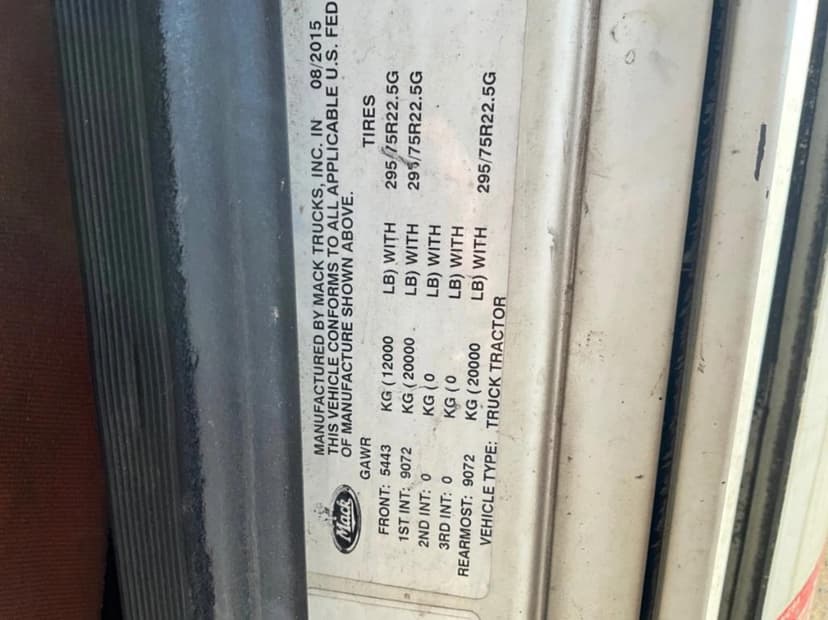 Mack
MANUFACTURED BY MACK TRUCKS, INC. IN 08/2015
THIS VEHICLE CONFORMS TO ALL APPLICABLE U.S. FED
OF MANUFACTURE SHOWN ABOVE.
GAWR TIRES
FRONT: 5443 KG ( 12000 LB) WITH 295/75R22.5G
1ST INT: 9072 KG ( 20000 LB) WITH 295/75R22.5G
2ND INT: 0 KG ( 0 LB) WITH
3RD INT: 0 KG ( 0 LB) WITH
REARMOST: 9072 KG ( 20000 LB) WITH 295/75R22.5G
VEHICLE TYPE: TRUCK TRACTOR